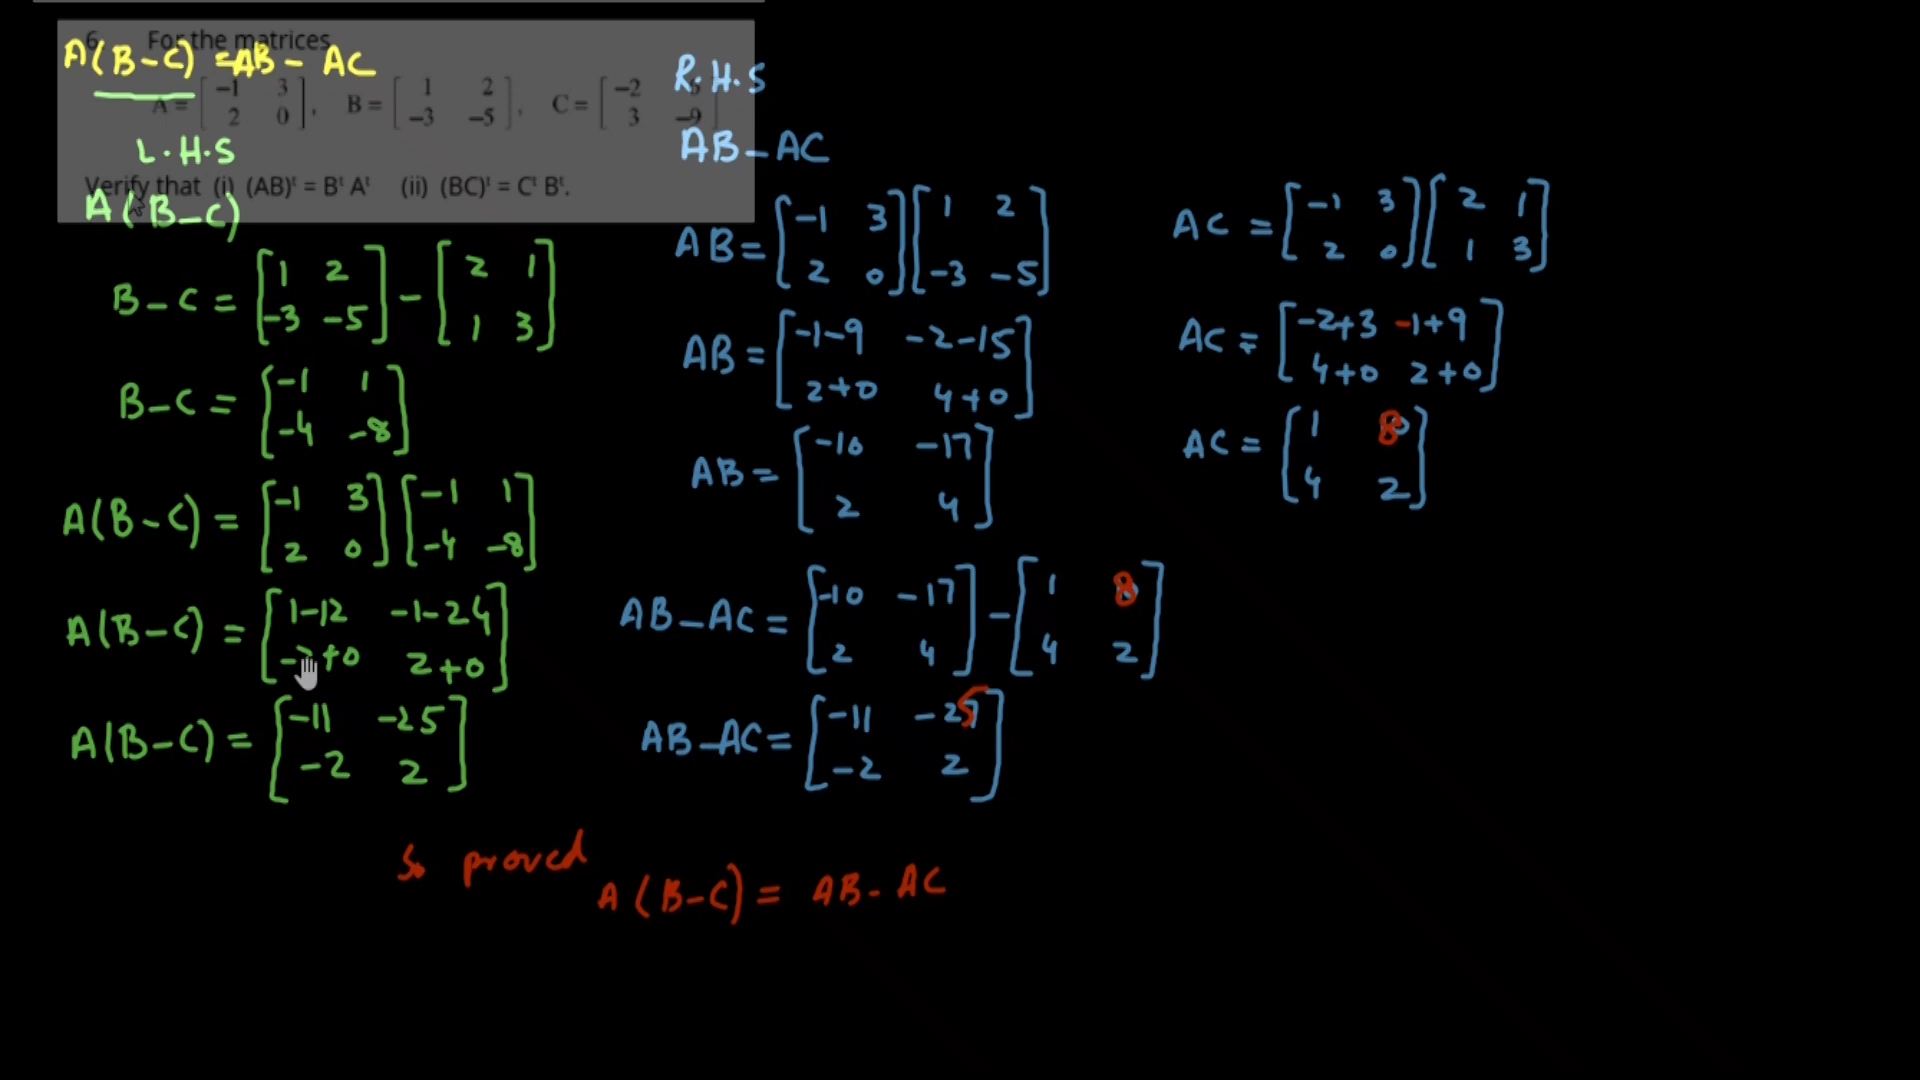 6. For the matrices
A(B-C) = AB - AC
A = [-1 3; 2 0], B = [1 2; -3 -5], C = [-2; 3 -9]
L.H.S
Verify that (i) (AB)ᵗ = Bᵗ Aᵗ (ii) (BC)ᵗ = Cᵗ Bᵗ.
A(B-C)
B-C = [1 2; -3 -5] - [2 1; 1 3]
B-C = [-1 1; -4 -8]
A(B-C) = [-1 3; 2 0] [-1 1; -4 -8]
A(B-C) = [1-12 -1-24; -2+0 2+0]
A(B-C) = [-11 -25; -2 2]
R.H.S
AB-AC
AB = [-1 3; 2 0] [1 2; -3 -5]
AB = [-1-9 -2-15; 2+0 4+0]
AB = [-10 -17; 2 4]
AB-AC = [-10 -17; 2 4] - [1 8; 4 2]
AB-AC = [-11 -25; -2 2]
AC = [-1 3; 2 0] [2 1; 1 3]
AC = [-2+3 -1+9; 4+0 2+0]
AC = [1 8; 4 2]
So proved
A(B-C) = AB-AC